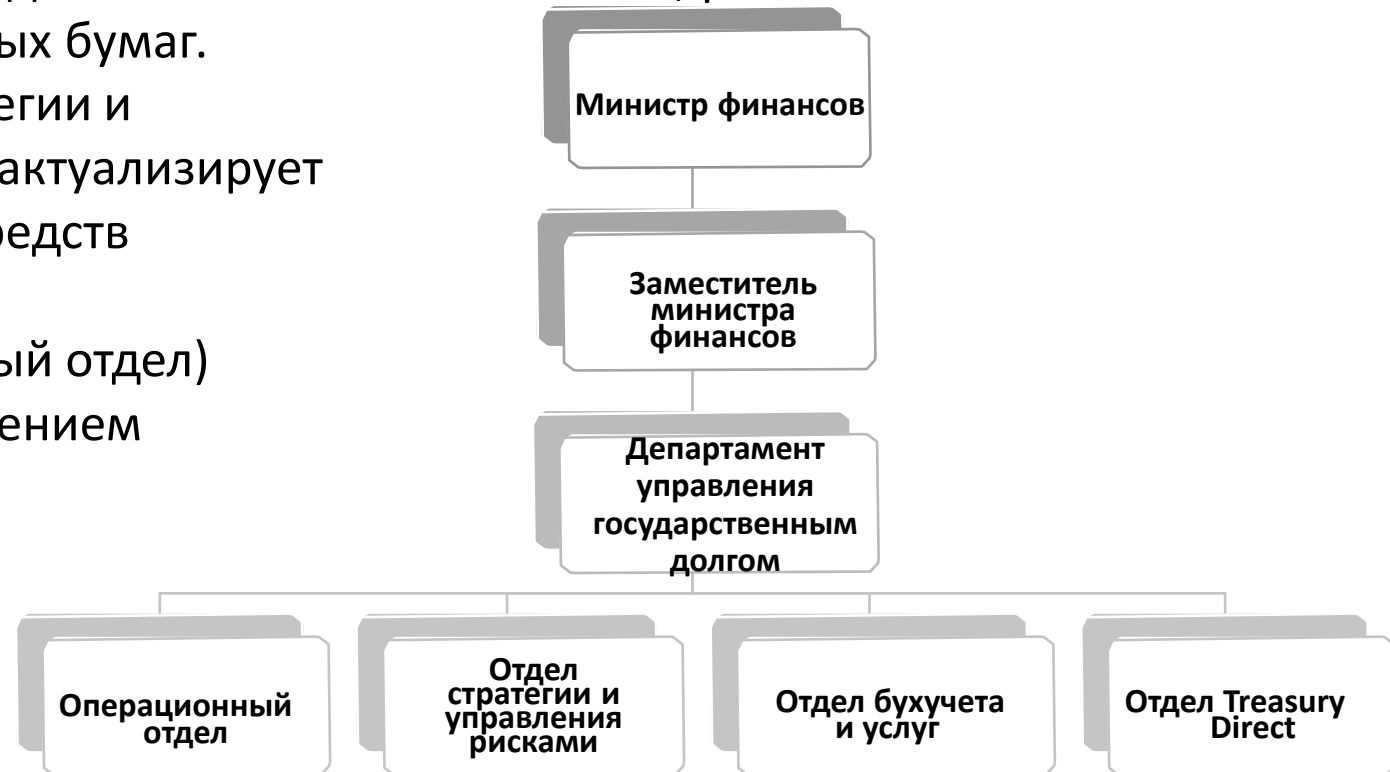 ых бумаг.
егии и
актуализирует
редств
ый отдел)
ением
Министр финансов
Заместитель
министра
финансов
Департамент
управления
государственным
долгом
Операционный
отдел
Отдел
стратегии и
управления
рисками
Отдел бухучета
и услуг
Отдел Treasury
Direct